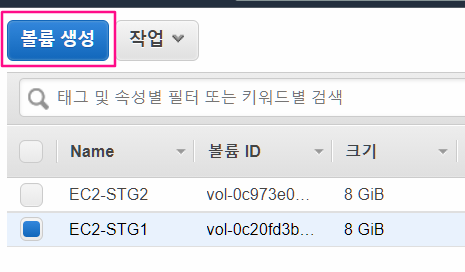 볼륨 생성 작업
태그 및 속성별 필터 또는 키워드별 검색
Name 볼륨 ID 크기
EC2-STG2 vol-0c973e0... 8 GiB
EC2-STG1 vol-0c20fd3b... 8 GiB